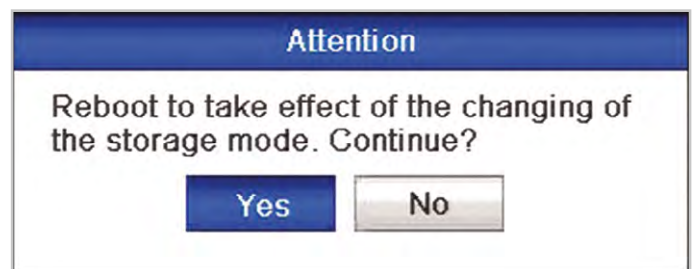 Attention
Reboot to take effect of the changing of
the storage mode. Continue?
Yes
No